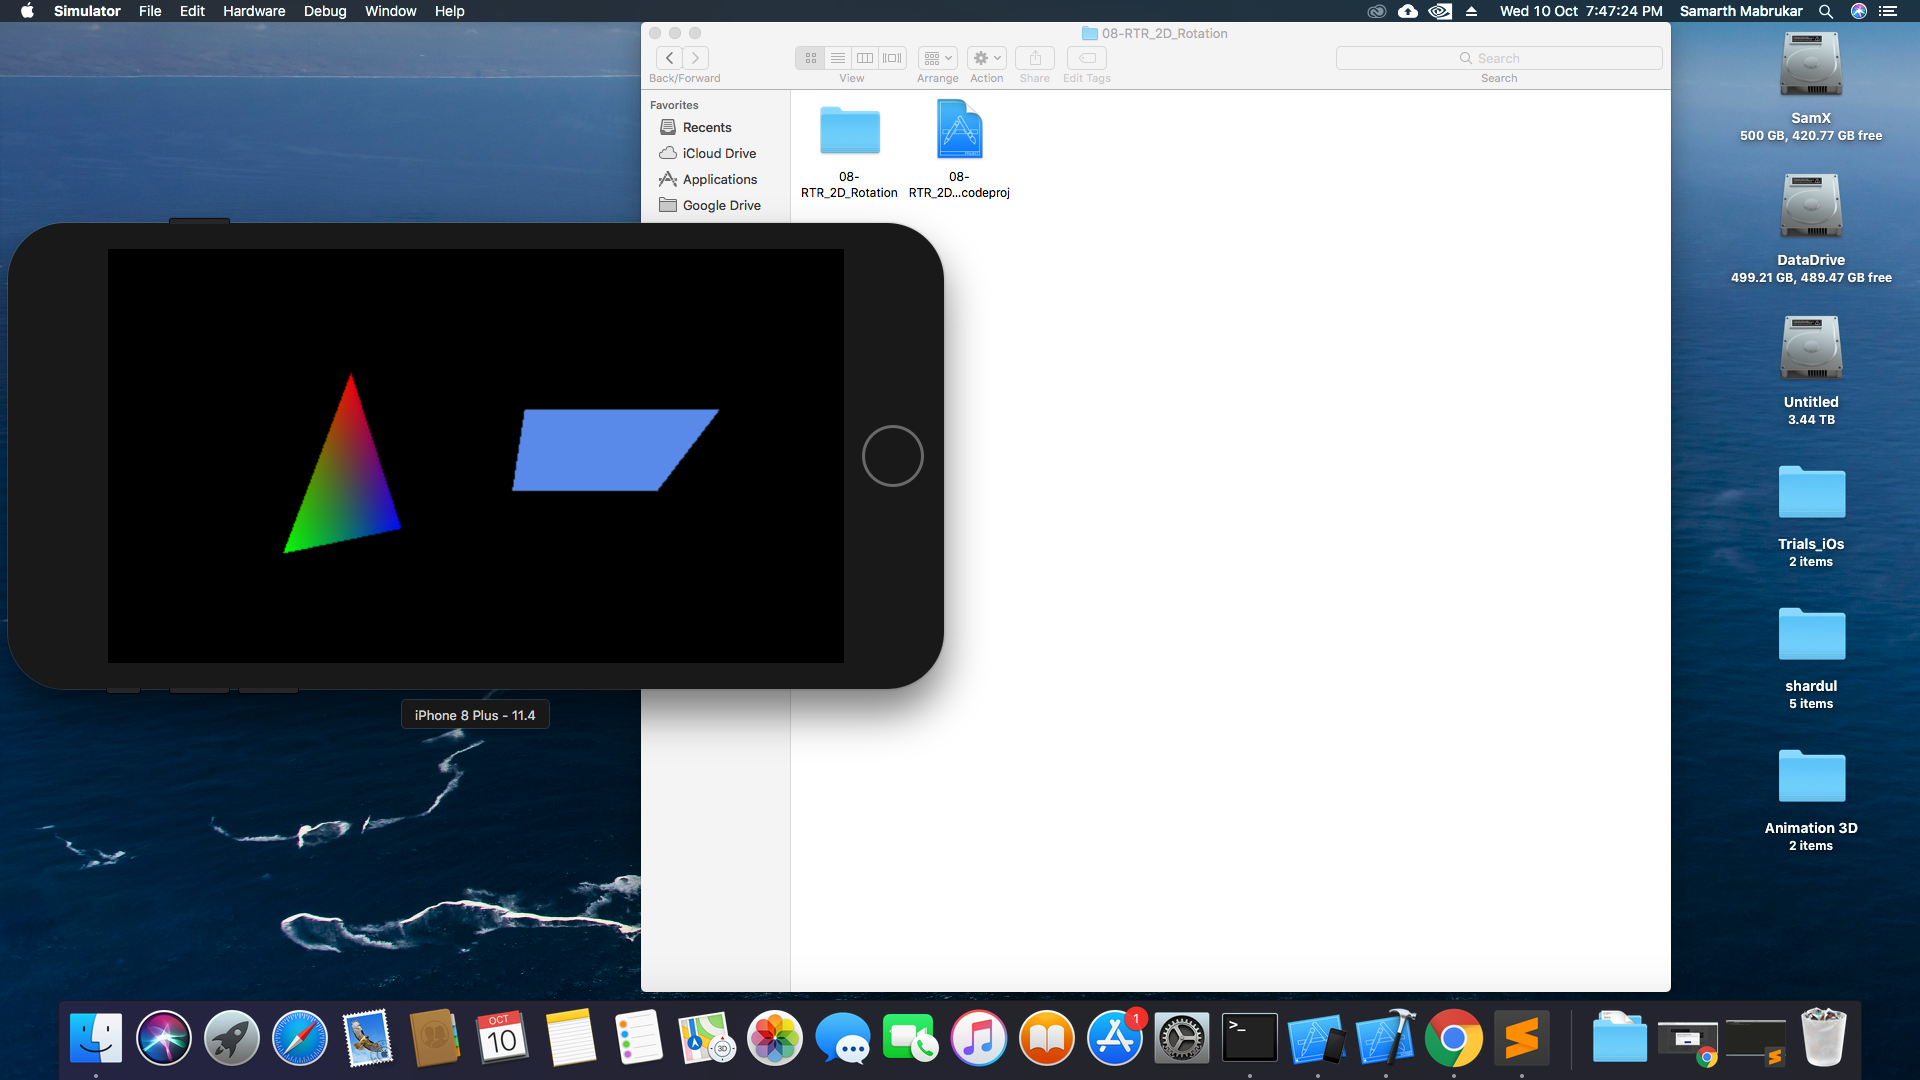 Simulator File Edit Hardware Debug Window Help
Wed 10 Oct 7:47:24 PM Samarth Mabrukar
08-RTR_2D_Rotation
Search
Back/Forward View Arrange Action Share Edit Tags Search
Favorites
Recents
iCloud Drive
Applications
Google Drive
08-
RTR_2D_Rotation
08-
RTR_2D...codeproj
iPhone 8 Plus - 11.4
SamX
500 GB, 420.77 GB free
DataDrive
499.21 GB, 489.47 GB free
Untitled
3.44 TB
Trials_iOs
2 items
shardul
5 items
Animation 3D
2 items
OCT
10
3D
1
>_